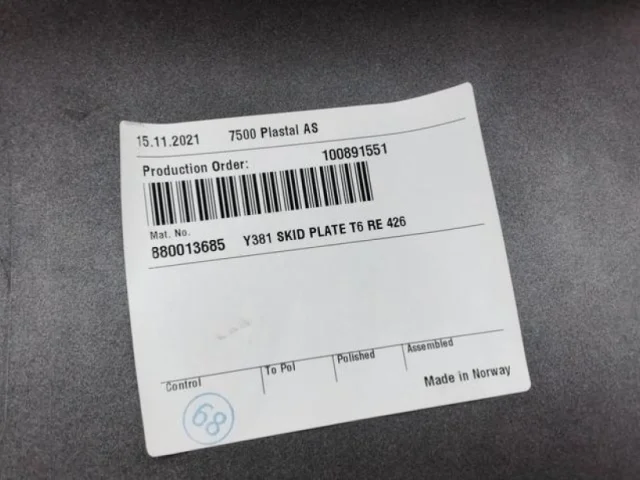 15.11.2021 7500 Plastal AS
Production Order: 100891551
Mat. No.
880013685 Y381 SKID PLATE T6 RE 426
Control To Pol Polished Assembled
Made in Norway
68